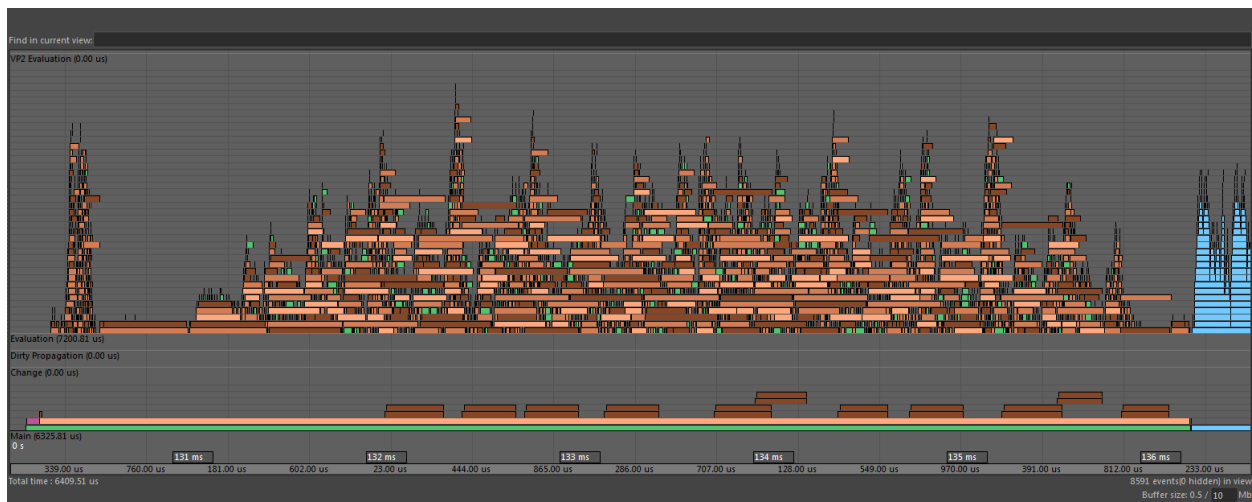 Find in current view:
VP2 Evaluation (0.00 us)
Evaluation (7200.81 us)
Dirty Propagation (0.00 us)
Change (0.00 us)
Main (6325.81 us)
0 s
131 ms 132 ms 133 ms 134 ms 135 ms 136 ms
339.00 us 760.00 us 181.00 us 602.00 us 23.00 us 444.00 us 865.00 us 286.00 us 707.00 us 128.00 us 549.00 us 970.00 us 391.00 us 812.00 us 233.00 us
Total time : 6409.51 us 8591 events(0 hidden) in view
Buffer size: 0.5 / 10 Mb